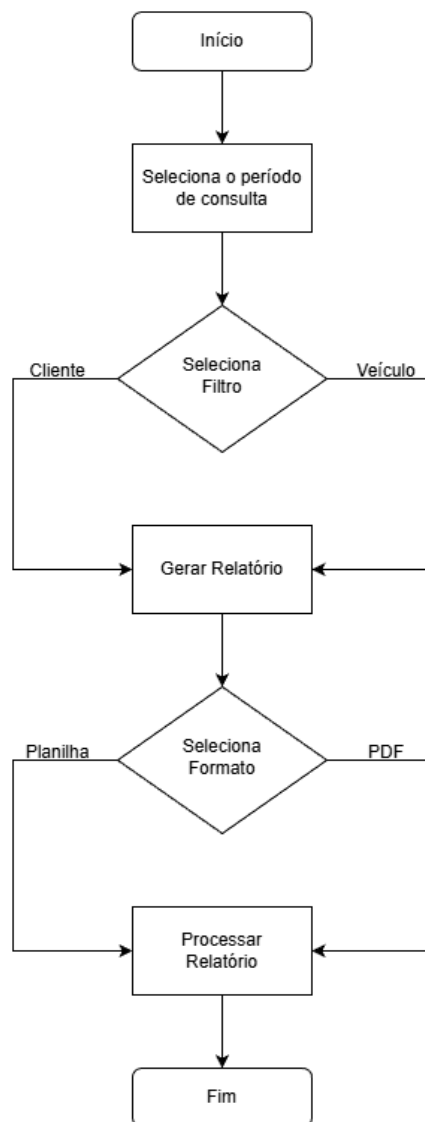 Início
Seleciona o período
de consulta
Cliente
Seleciona
Filtro
Veículo
Gerar Relatório
Planilha
Seleciona
Formato
PDF
Processar
Relatório
Fim